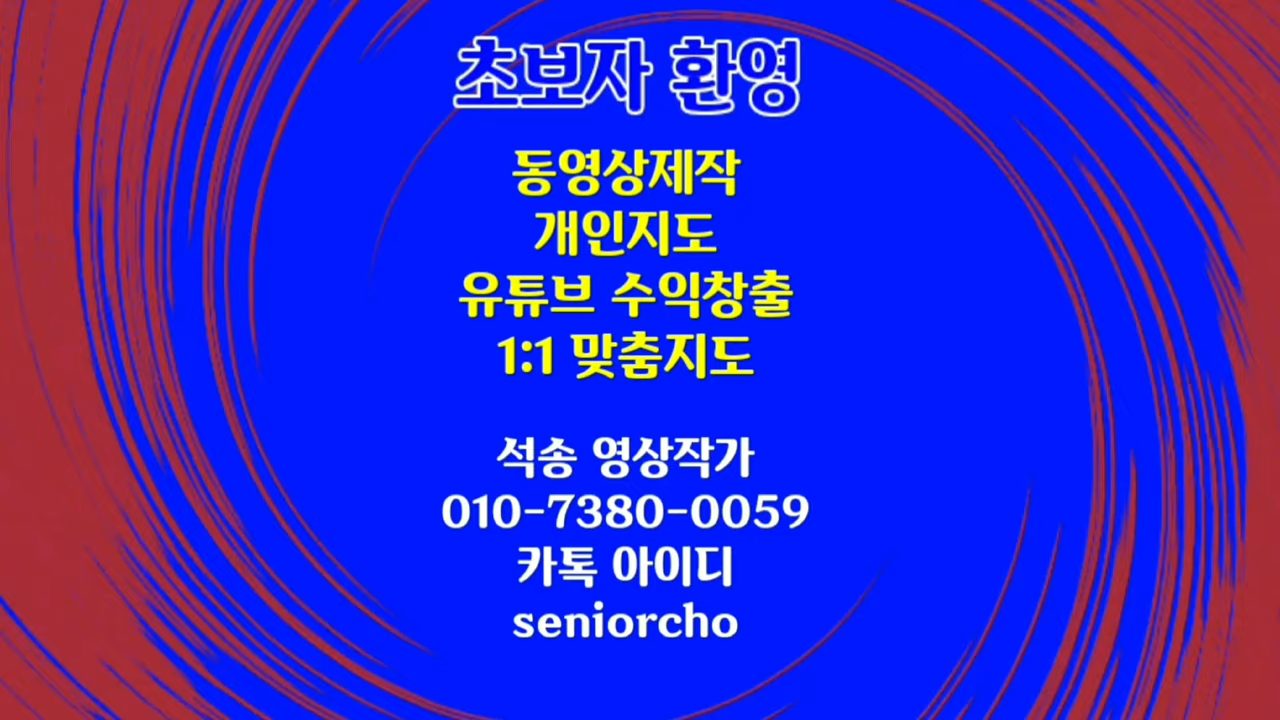 초보자 환영
동영상제작
개인지도
유튜브 수익창출
1:1 맞춤지도
석송 영상작가
010-7380-0059
카톡 아이디
seniorcho